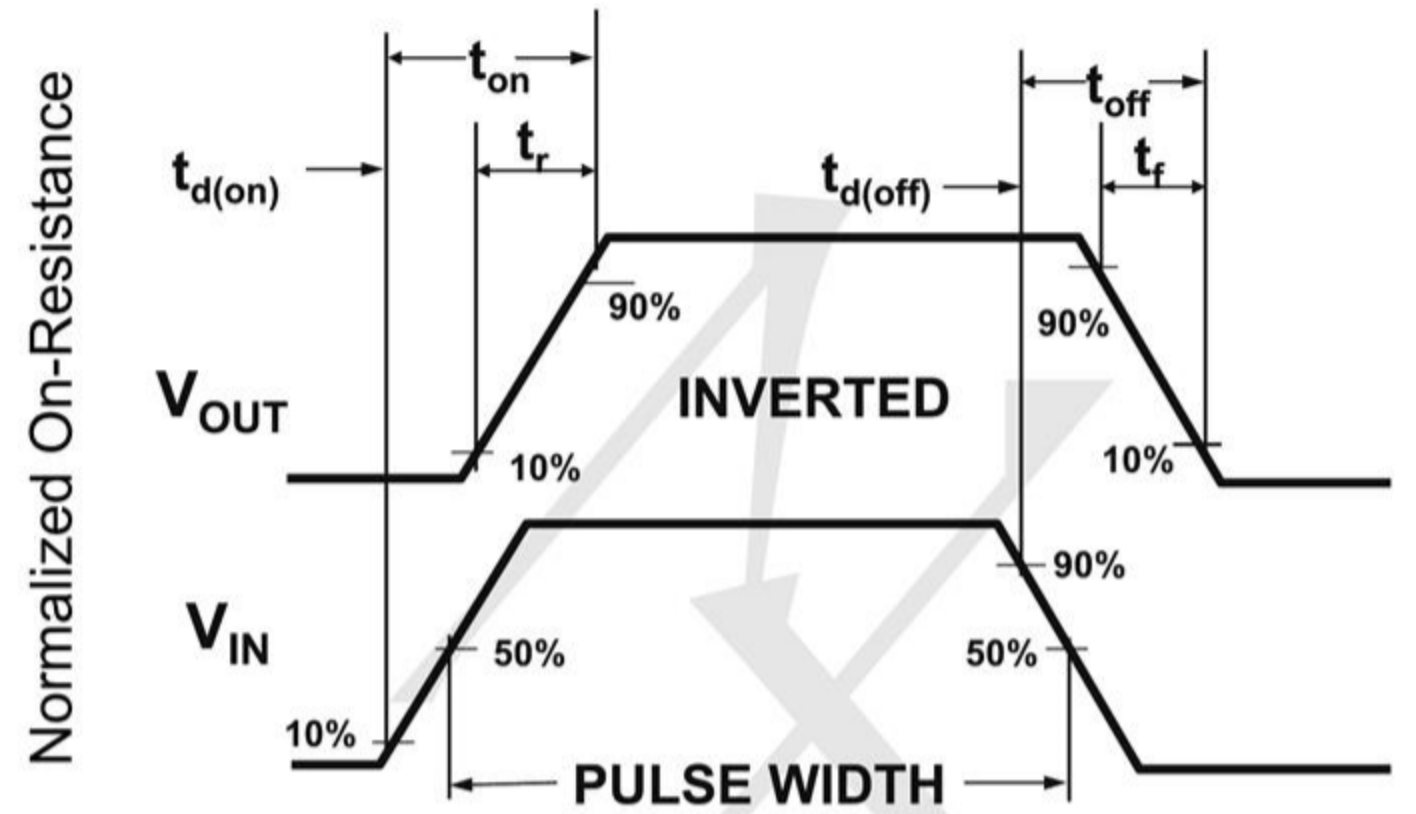 Normalized On-Resistance
ton
toff
tr
tf
td(on)
td(off)
90%
90%
VOUT
INVERTED
10%
10%
90%
VIN
50%
50%
10%
PULSE WIDTH